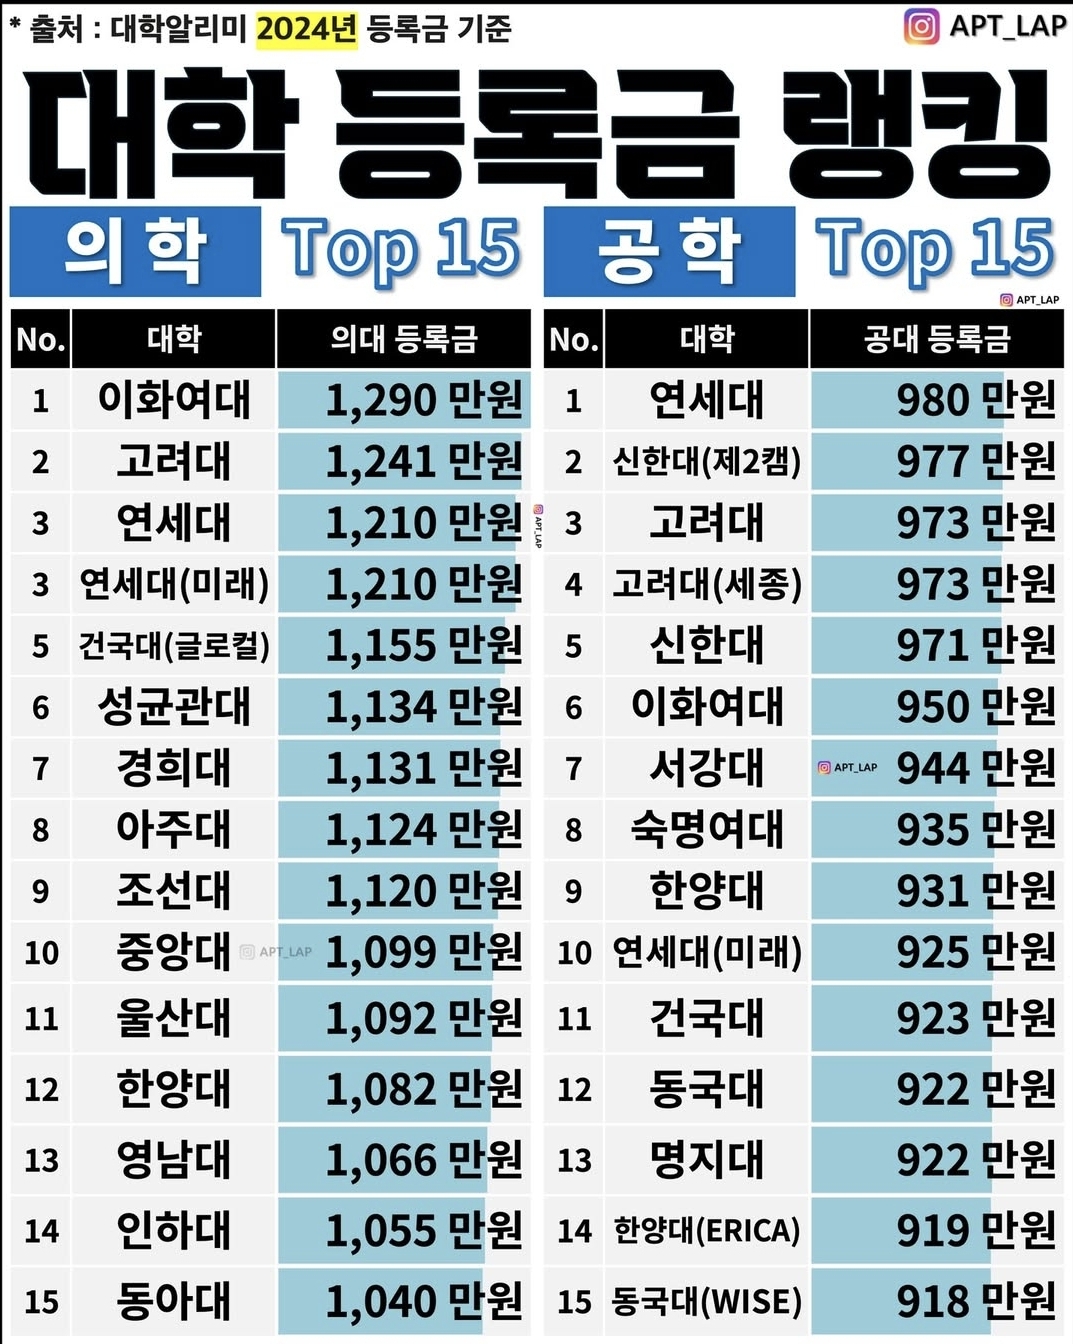 * 출처 : 대학알리미 2024년 등록금 기준
APT_LAP
대학 등록금 랭킹
의학 Top 15
공학 Top 15
APT_LAP
No. 대학 의대 등록금
1 이화여대 1,290 만원
2 고려대 1,241 만원
3 연세대 1,210 만원
APT_LAP
3 연세대(미래) 1,210 만원
5 건국대(글로컬) 1,155 만원
6 성균관대 1,134 만원
7 경희대 1,131 만원
8 아주대 1,124 만원
9 조선대 1,120 만원
10 중앙대 APT_LAP 1,099 만원
11 울산대 1,092 만원
12 한양대 1,082 만원
13 영남대 1,066 만원
14 인하대 1,055 만원
15 동아대 1,040 만원
No. 대학 공대 등록금
1 연세대 980 만원
2 신한대(제2캠) 977 만원
3 고려대 973 만원
4 고려대(세종) 973 만원
5 신한대 971 만원
6 이화여대 950 만원
7 서강대 APT_LAP 944 만원
8 숙명여대 935 만원
9 한양대 931 만원
10 연세대(미래) 925 만원
11 건국대 923 만원
12 동국대 922 만원
13 명지대 922 만원
14 한양대(ERICA) 919 만원
15 동국대(WISE) 918 만원